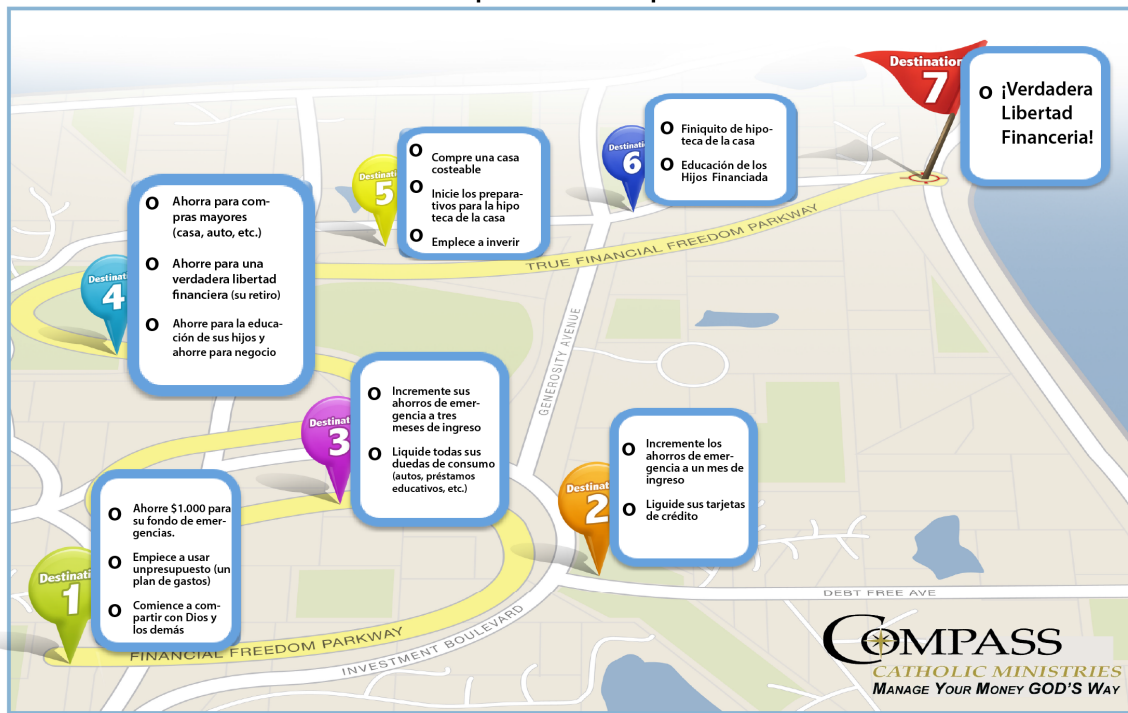 Destination
7
O ¡Verdadera
Libertad
Financeria!
Destinati
6
O Finiquito de hipo-
teca de la casa
O Educación de los
Hijos Financiada
Destinati
5
O Compre una casa
costeable
O Inicie los prepara-
tivos para la hipo
teca de la casa
O Emplece a inverir
Destinati
4
O Ahorra para com-
pras mayores
(casa, auto, etc.)
O Ahorre para una
verdadera libertad
financiera (su retiro)
O Ahorre para la educa-
ción de sus hijos y
ahorre para negocio
TRUE FINANCIAL FREEDOM PARKWAY
GENEROSITY AVENUE
Destinat
3
O Incremente sus
ahorros de emer-
gencia a tres
meses de ingreso
O Liquide todas sus
duedas de consumo
(autos, préstamos
educativos, etc.)
Destinat
2
O Incremente los
ahorros de emer-
gencia a un mes de
ingreso
O Liguide sus tarjetas
de crédito
Destinati
1
O Ahorre $1.000 para
su fondo de emer-
gencias.
O Empiece a usar
unpresupuesto (un
plan de gastos)
O Comience a com-
partir con Dios y
los demás
FINANCIAL FREEDOM PARKWAY
INVESTMENT BOULEVARD
DEBT FREE AVE
COMPASS
CATHOLIC MINISTRIES
MANAGE YOUR MONEY GOD'S WAY